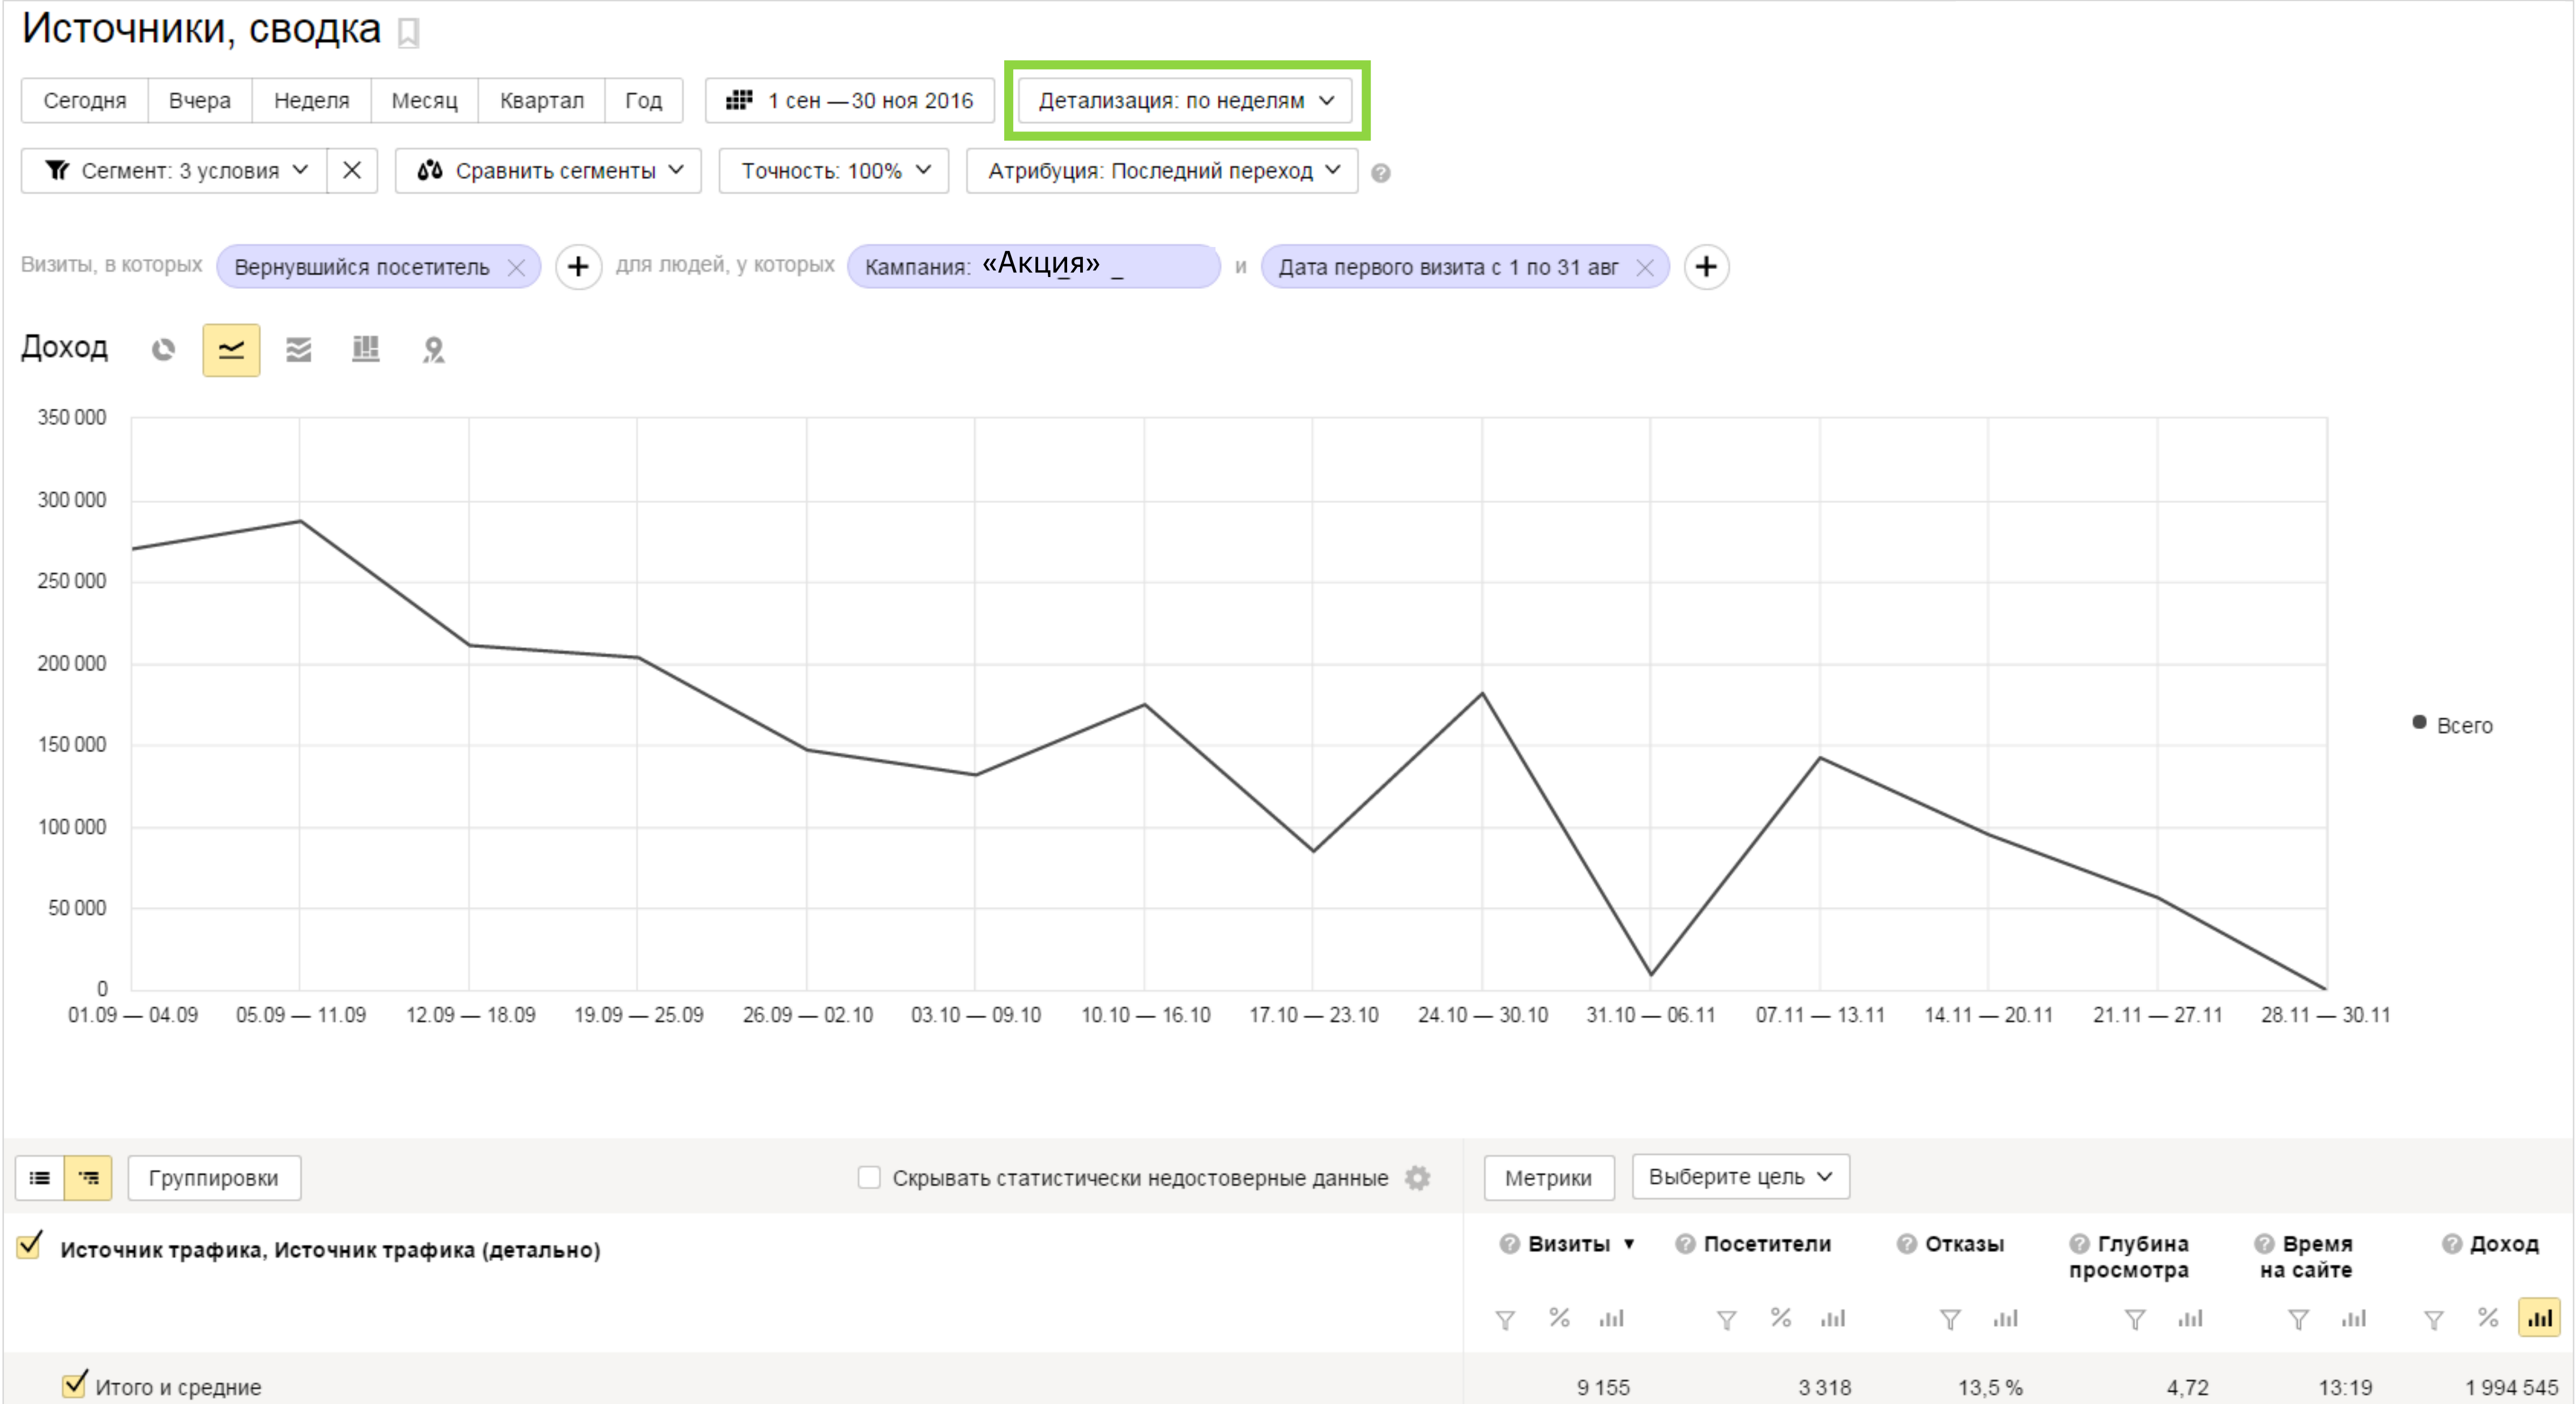 Источники, сводка
Сегодня Вчера Неделя Месяц Квартал Год 1 сен — 30 ноя 2016 Детализация: по неделям
Сегмент: 3 условия Сравнить сегменты Точность: 100% Атрибуция: Последний переход ?
Визиты, в которых Вернувшийся посетитель для людей, у которых Кампания: «Акция» _ и Дата первого визита с 1 по 31 авг
Доход
350 000
300 000
250 000
200 000
150 000
100 000
50 000
0
Всего
01.09 — 04.09 05.09 — 11.09 12.09 — 18.09 19.09 — 25.09 26.09 — 02.10 03.10 — 09.10 10.10 — 16.10 17.10 — 23.10 24.10 — 30.10 31.10 — 06.11 07.11 — 13.11 14.11 — 20.11 21.11 — 27.11 28.11 — 30.11
Группировки Скрывать статистически недостоверные данные Метрики Выберите цель
Источник трафика, Источник трафика (детально) ? Визиты ▼ ? Посетители ? Отказы ? Глубина просмотра ? Время на сайте ? Доход
% % %
Итого и средние 9 155 3 318 13,5 % 4,72 13:19 1 994 545